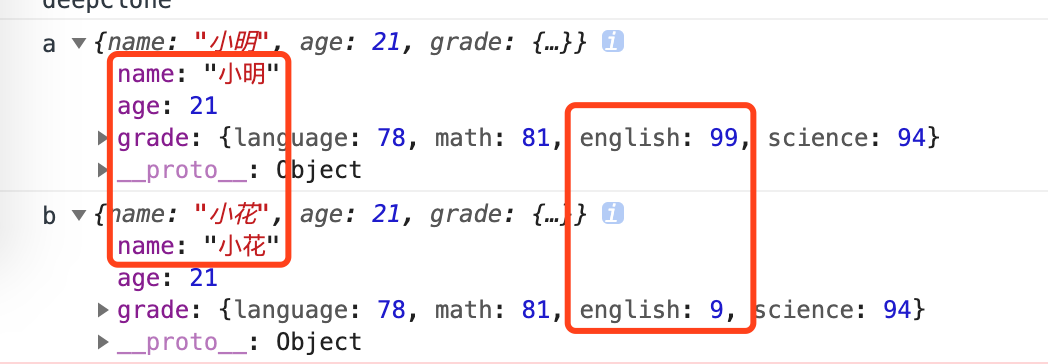 deepClone
a ▼{name: "小明", age: 21, grade: {…}} i
name: "小明"
age: 21
▶ grade: {language: 78, math: 81, english: 99, science: 94}
▶ __proto__: Object
b ▼{name: "小花", age: 21, grade: {…}} i
name: "小花"
age: 21
▶ grade: {language: 78, math: 81, english: 9, science: 94}
▶ __proto__: Object